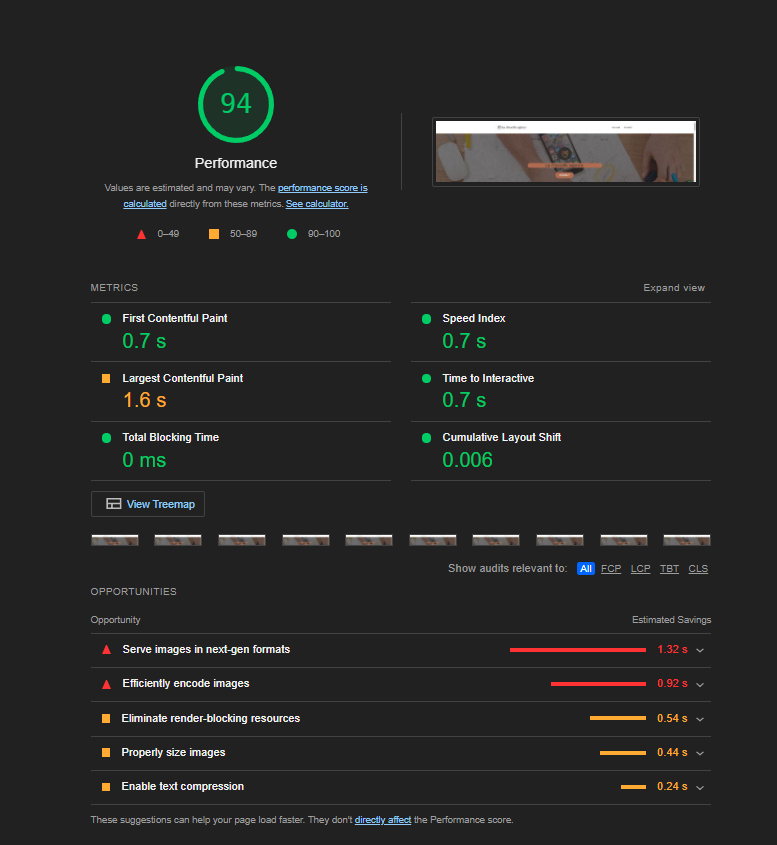 94
Performance
Values are estimated and may vary. The performance score is
calculated directly from these metrics. See calculator.
0–49 50–89 90–100
METRICS
Expand view
First Contentful Paint
0.7 s
Speed Index
0.7 s
Largest Contentful Paint
1.6 s
Time to Interactive
0.7 s
Total Blocking Time
0 ms
Cumulative Layout Shift
0.006
View Treemap
Show audits relevant to: All FCP LCP TBT CLS
OPPORTUNITIES
Opportunity Estimated Savings
Serve images in next-gen formats 1.32 s
Efficiently encode images 0.92 s
Eliminate render-blocking resources 0.54 s
Properly size images 0.44 s
Enable text compression 0.24 s
These suggestions can help your page load faster. They don't directly affect the Performance score.